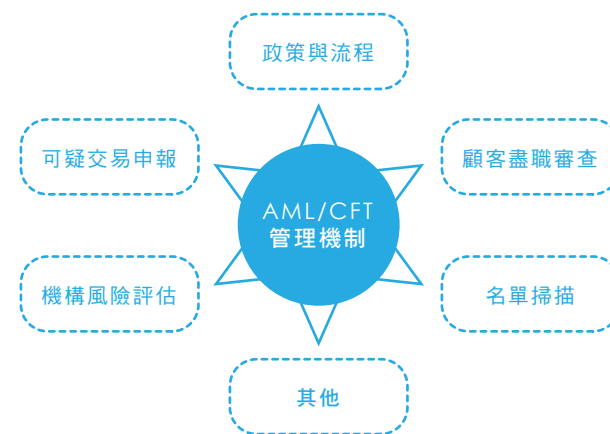 政策與流程
可疑交易申報
顧客盡職審查
AML/CFT
管理機制
機構風險評估
名單掃描
其他